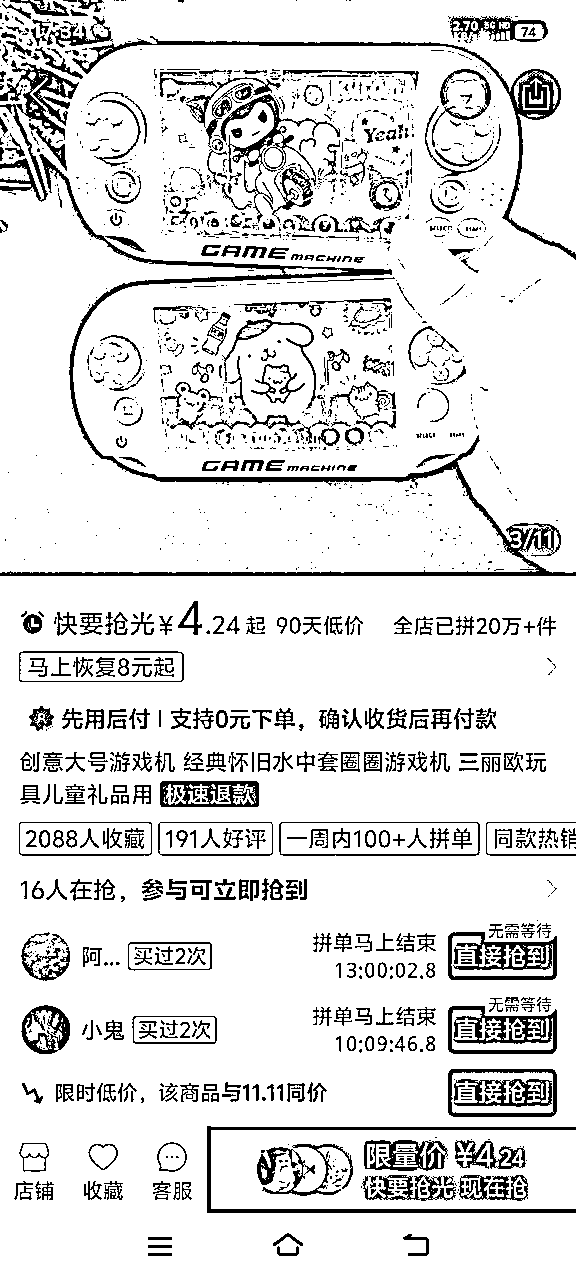 17:34
2.70
74
Yeah!
SELECT START
GAME MACHINE
SELECT START
GAME MACHINE
3/11
快要抢光¥4.24起 90天低价 全店已拼20万+件
马上恢复8元起
先用后付 | 支持0元下单，确认收货后再付款
创意大号游戏机 经典怀旧水中套圈圈游戏机 三丽欧玩
具儿童礼品用 极速退款
2088人收藏 191人好评 一周内100+人拼单 同款热销
16人在抢，参与可立即抢到
无需等待
阿... 买过2次 拼单马上结束 直接抢到
13:00:02.8
无需等待
小鬼 买过2次 拼单马上结束 直接抢到
10:09:46.8
限时低价，该商品与11.11同价 直接抢到
店铺 收藏 客服 限量价 ¥4.24
快要抢光 现在抢